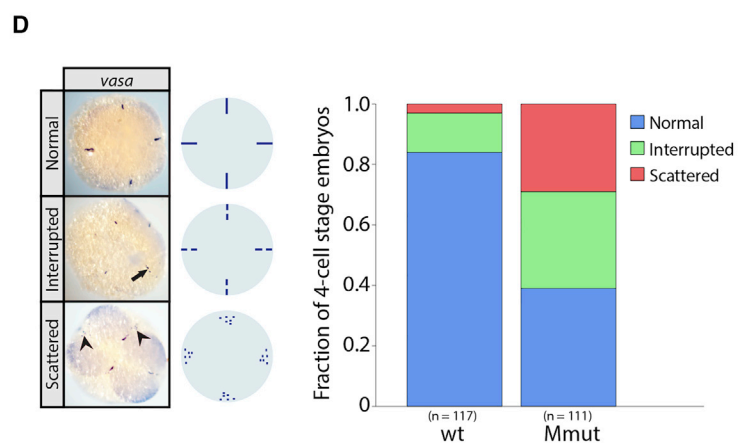 D
vasa
Normal
Interrupted
Scattered
Fraction of 4-cell stage embryos
1.0
0.8
0.6
0.4
0.2
0
(n = 117)
(n = 111)
wt
Mmut
Normal
Interrupted
Scattered